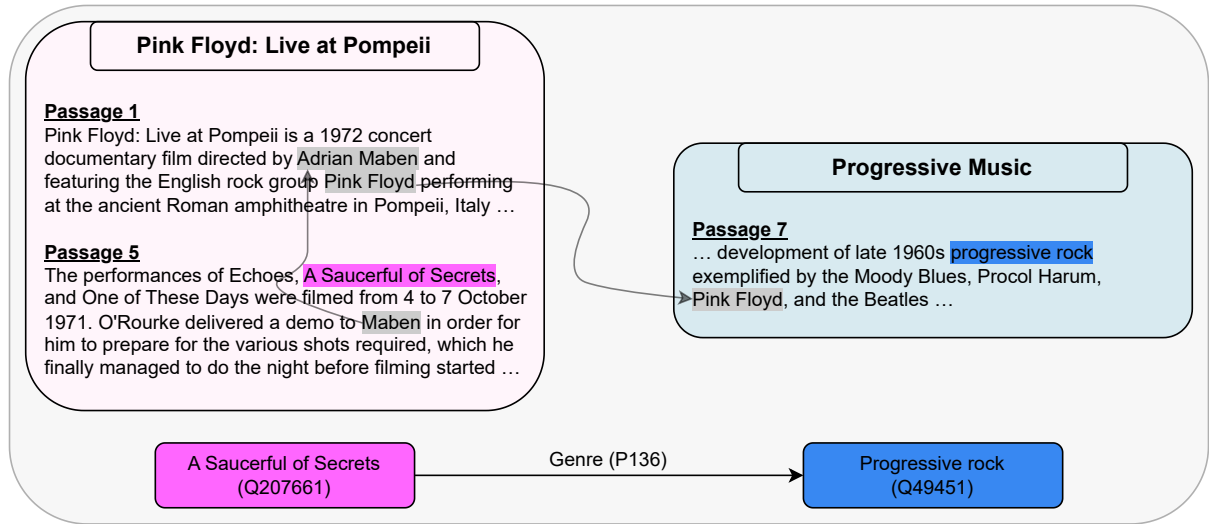 Pink Floyd: Live at Pompeii
Passage 1
Pink Floyd: Live at Pompeii is a 1972 concert
documentary film directed by Adrian Maben and
featuring the English rock group Pink Floyd performing
at the ancient Roman amphitheatre in Pompeii, Italy ...
Passage 5
The performances of Echoes, A Saucerful of Secrets,
and One of These Days were filmed from 4 to 7 October
1971. O'Rourke delivered a demo to Maben in order for
him to prepare for the various shots required, which he
finally managed to do the night before filming started ...
Progressive Music
Passage 7
... development of late 1960s progressive rock
exemplified by the Moody Blues, Procol Harum,
Pink Floyd, and the Beatles ...
A Saucerful of Secrets
(Q207661)
Genre (P136)
Progressive rock
(Q49451)